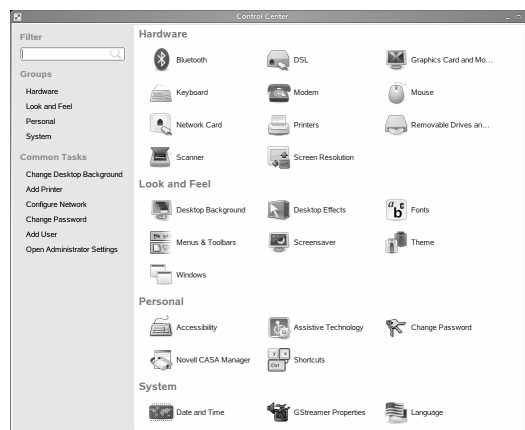 Control Center
Filter
Groups
Hardware
Look and Feel
Personal
System
Common Tasks
Change Desktop Background
Add Printer
Configure Network
Change Password
Add User
Open Administrator Settings
Hardware
Bluetooth
DSL
Graphics Card and Mo...
Keyboard
Modem
Mouse
Network Card
Printers
Removable Drives an...
Scanner
Screen Resolution
Look and Feel
Desktop Background
Desktop Effects
Fonts
Menus & Toolbars
Screensaver
Theme
Windows
Personal
Accessibility
Assistive Technology
Change Password
Novell CASA Manager
Shortcuts
System
Date and Time
GStreamer Properties
Language